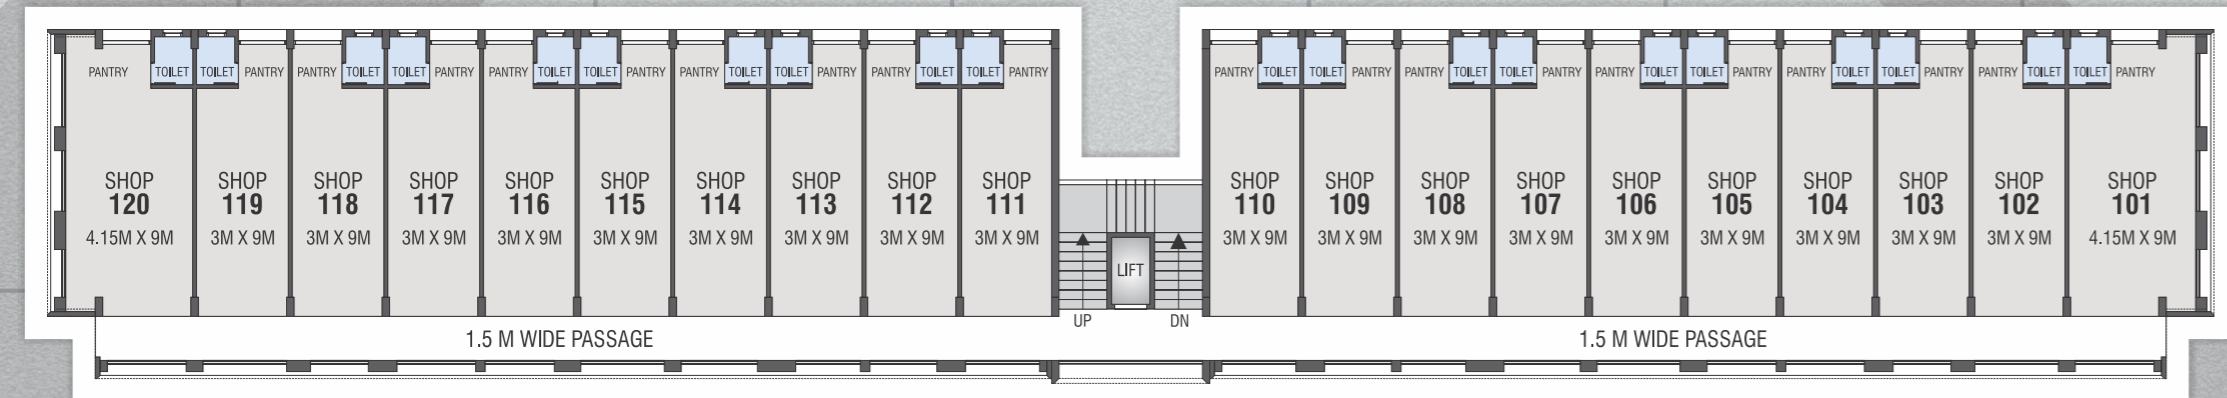 PANTRY TOILET TOILET PANTRY PANTRY TOILET TOILET PANTRY PANTRY TOILET TOILET PANTRY PANTRY TOILET TOILET PANTRY PANTRY TOILET TOILET PANTRY PANTRY TOILET TOILET PANTRY PANTRY TOILET TOILET PANTRY PANTRY TOILET TOILET PANTRY PANTRY TOILET TOILET PANTRY PANTRY TOILET TOILET PANTRY
SHOP SHOP SHOP SHOP SHOP SHOP SHOP SHOP SHOP SHOP SHOP SHOP SHOP SHOP SHOP SHOP SHOP SHOP SHOP SHOP
120 119 118 117 116 115 114 113 112 111 110 109 108 107 106 105 104 103 102 101
4.15M X 9M 3M X 9M 3M X 9M 3M X 9M 3M X 9M 3M X 9M 3M X 9M 3M X 9M 3M X 9M 3M X 9M 3M X 9M 3M X 9M 3M X 9M 3M X 9M 3M X 9M 3M X 9M 3M X 9M 3M X 9M 3M X 9M 4.15M X 9M
LIFT
UP DN
1.5 M WIDE PASSAGE 1.5 M WIDE PASSAGE